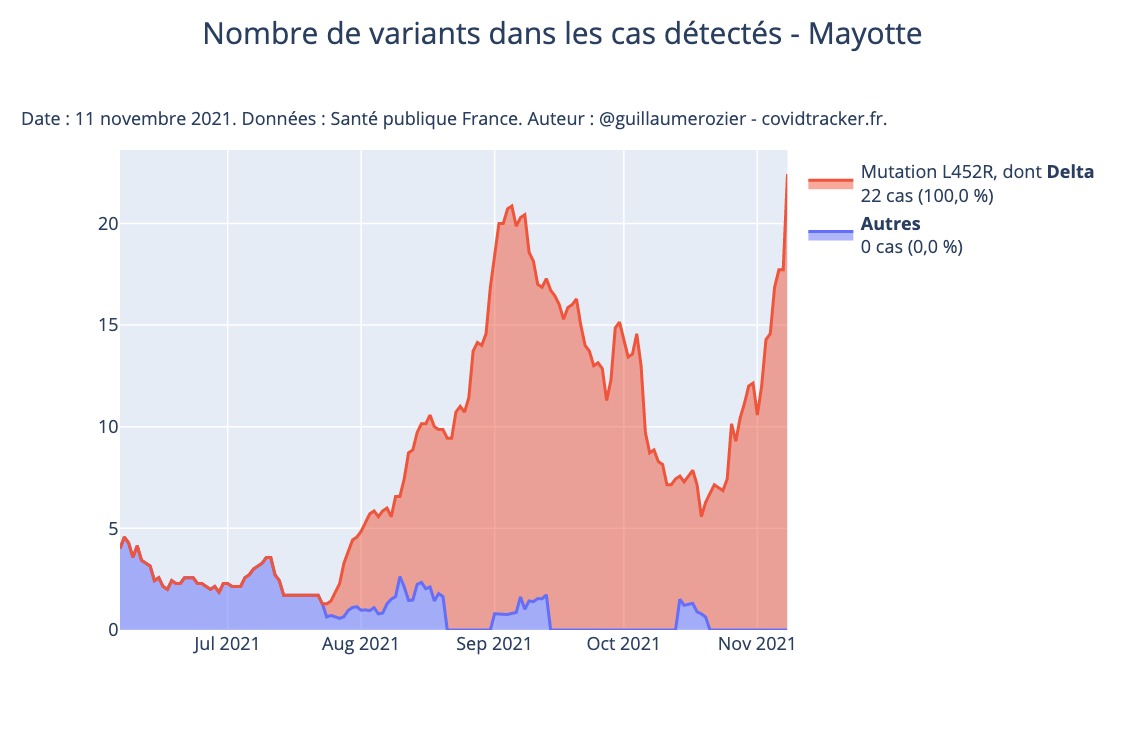 Nombre de variants dans les cas détectés - Mayotte
Date : 11 novembre 2021. Données : Santé publique France. Auteur : @guillaumerozier - covidtracker.fr.
Mutation L452R, dont Delta
22 cas (100,0 %)
Autres
0 cas (0,0 %)
20
15
10
5
0
Jul 2021
Aug 2021
Sep 2021
Oct 2021
Nov 2021